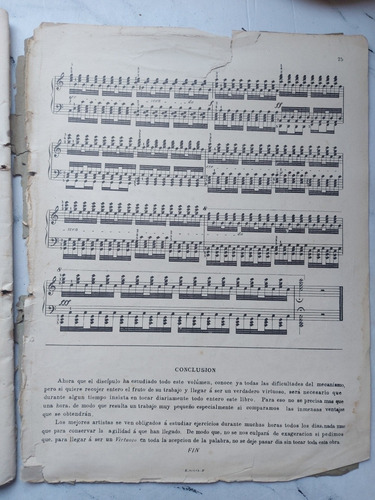 75
cresc
ff
fff
CONCLUSION
Ahora que el discípulo ha estudiado todo este volúmen, conoce ya todas las dificultades del mecanismo,
pero si quiere recojer entero el fruto de su trabajo y llegar á ser un verdadero virtuoso, será necesario que
durante algun tiempo insista en tocar diariamente todo entero este libro. Para eso no se precisa mas que
una hora, de modo que resulta un trabajo muy pequeño especialmente si comparamos las inmensas ventajas
que se obtendrán.
Los mejores artistas se ven obligados á estudiar ejercicios durante muchas horas todos los dias, nada mas
que para conservar la agilidad á que han llegado. De modo que, no se nos culpará de exageracion si pedimos
que, para llegar á ser un Virtuoso en toda la acepcion de la palabra, no se deje pasar dia sin tocar toda esta obra.
FIN